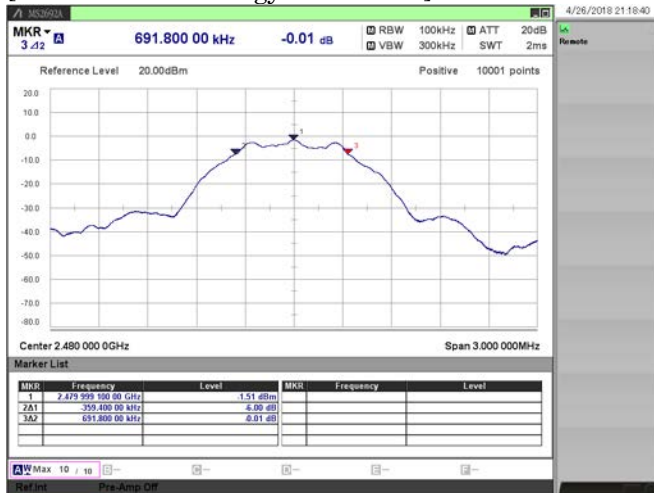 MS2692A
4/26/2018 21:18:40
MKR 3 Δ2 A 691.800 00 kHz -0.01 dB
M RBW 100kHz M ATT 20dB
M VBW 300kHz SWT 2ms
Remote
Reference Level 20.00dBm Positive 10001 points
20.0
10.0
0.0
-10.0
-20.0
-30.0
-40.0
-50.0
-60.0
-70.0
-80.0
2
1
3
Center 2.480 000 0GHz Span 3.000 000MHz
Marker List
MKR Frequency Level MKR Frequency Level
1 2.479 999 100 00 GHz -1.51 dBm
2Δ1 -359.400 00 kHz -6.00 dB
3Δ2 691.800 00 kHz -0.01 dB
A W Max 10 / 10
Ref.Int Pre-Amp Off